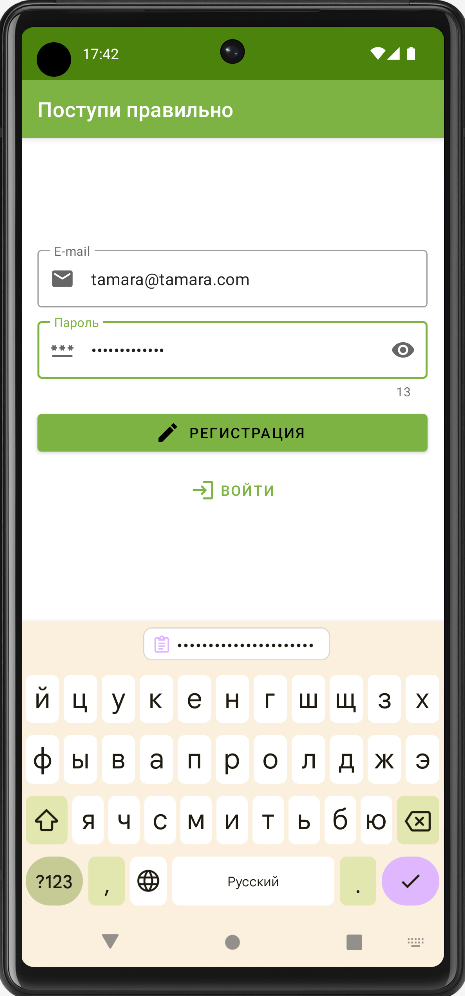 17:42
Поступи правильно
E-mail
tamara@tamara.com
Пароль
*** •••••••••••••
13
РЕГИСТРАЦИЯ
ВОЙТИ
••••••••••••••••••••••
й ц у к е н г ш щ з х
ф ы в а п р о л д ж э
я ч с м и т ь б ю
?123 , Русский .